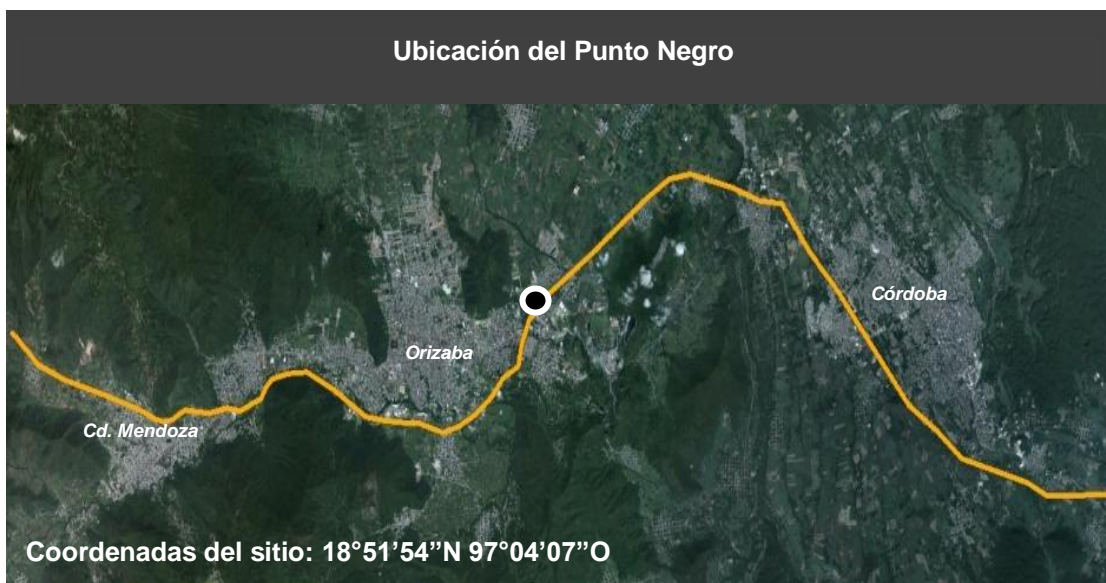 Ubicación del Punto Negro
Córdoba
Orizaba
Cd. Mendoza
Coordenadas del sitio: 18°51’54”N 97°04’07”O